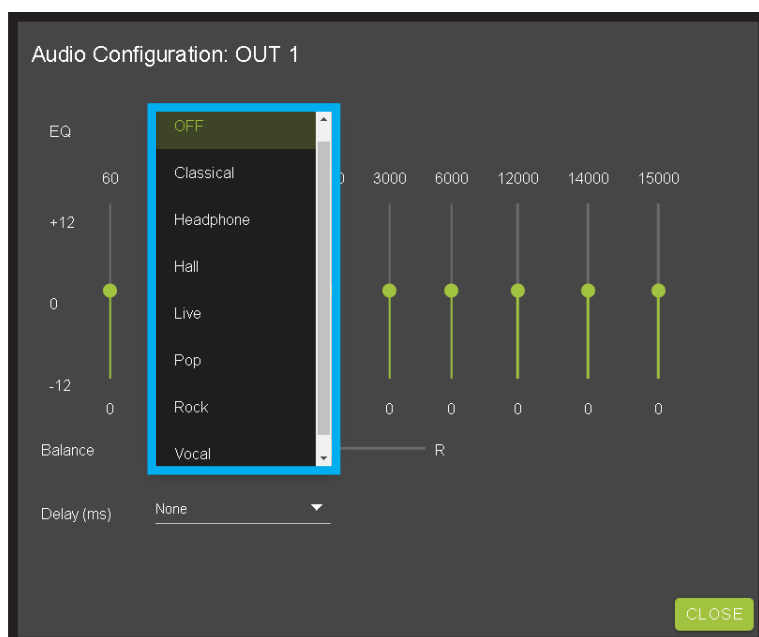 Audio Configuration: OUT 1
EQ
OFF
Classical
Headphone
Hall
Live
Pop
Rock
Vocal
60 0 3000 6000 12000 14000 15000
+12
0
-12
0 0 0 0 0 0
Balance R
Delay (ms) None
CLOSE